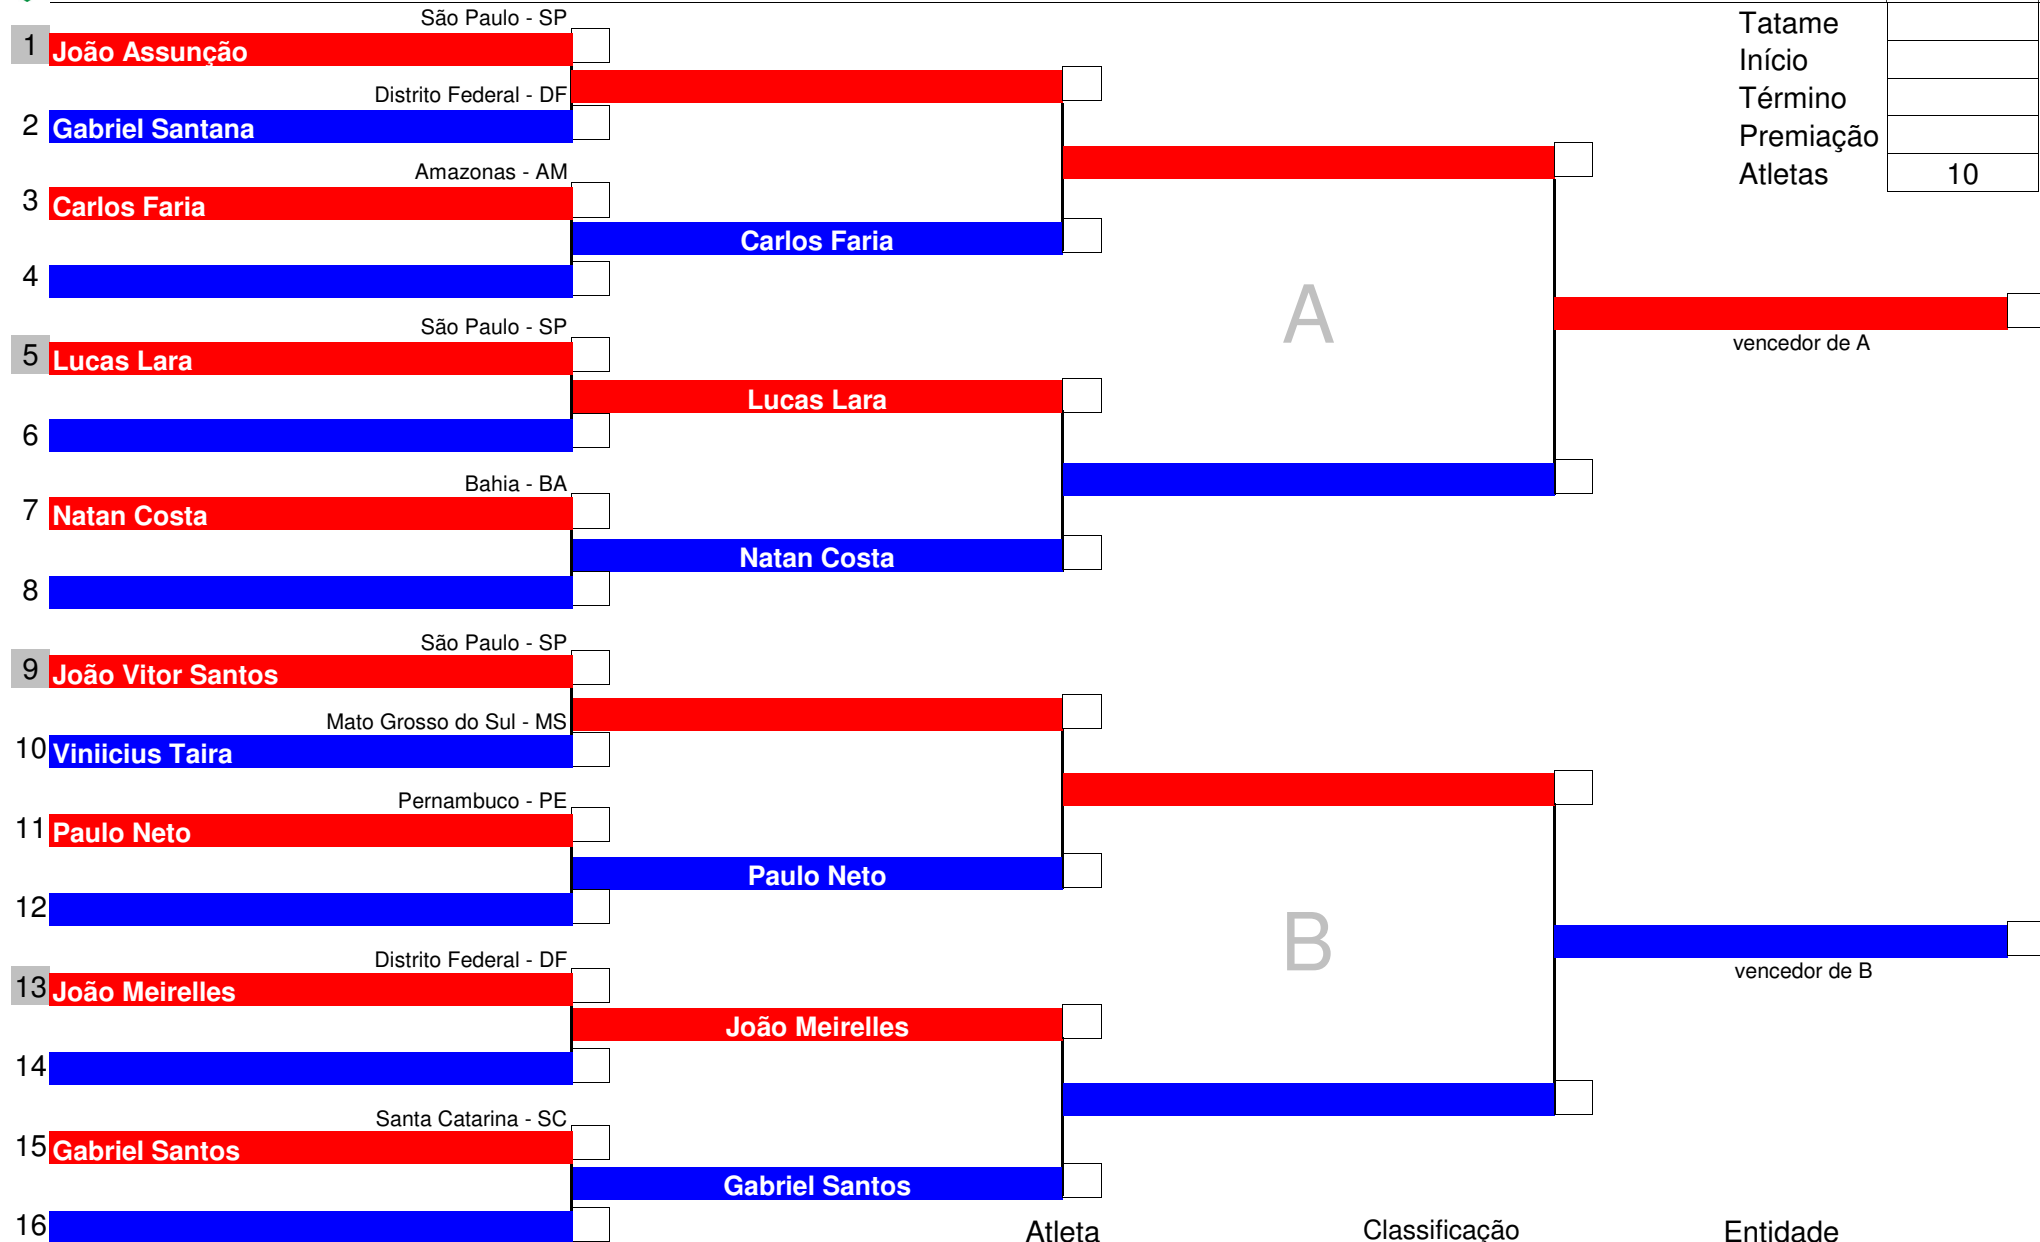 São Paulo - SP
1 João Assunção
Distrito Federal - DF
2 Gabriel Santana
Amazonas - AM
3 Carlos Faria
Carlos Faria
4
São Paulo - SP
5 Lucas Lara
Lucas Lara
6
Bahia - BA
7 Natan Costa
Natan Costa
8
São Paulo - SP
9 João Vitor Santos
Mato Grosso do Sul - MS
10 Viniicius Taira
Pernambuco - PE
11 Paulo Neto
Paulo Neto
12
Distrito Federal - DF
13 João Meirelles
João Meirelles
14
Santa Catarina - SC
15 Gabriel Santos
Gabriel Santos
16
A
B
Tatame
Início
Término
Premiação
Atletas 10
vencedor de A
vencedor de B
Atleta Classificação Entidade